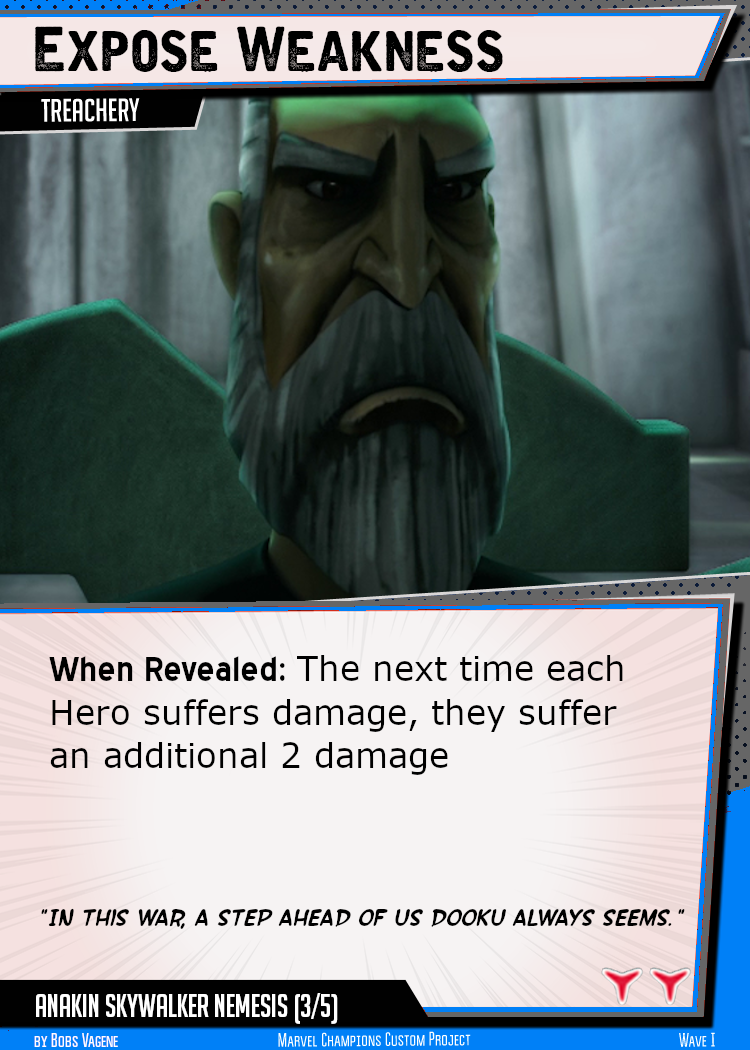 Expose Weakness
TREACHERY
When Revealed: The next time each
Hero suffers damage, they suffer
an additional 2 damage
"IN THIS WAR, A STEP AHEAD OF US DOOKU ALWAYS SEEMS."
ANAKIN SKYWALKER NEMESIS (3/5)
BY BOBS VAGENE MARVEL CHAMPIONS CUSTOM PROJECT WAVE I